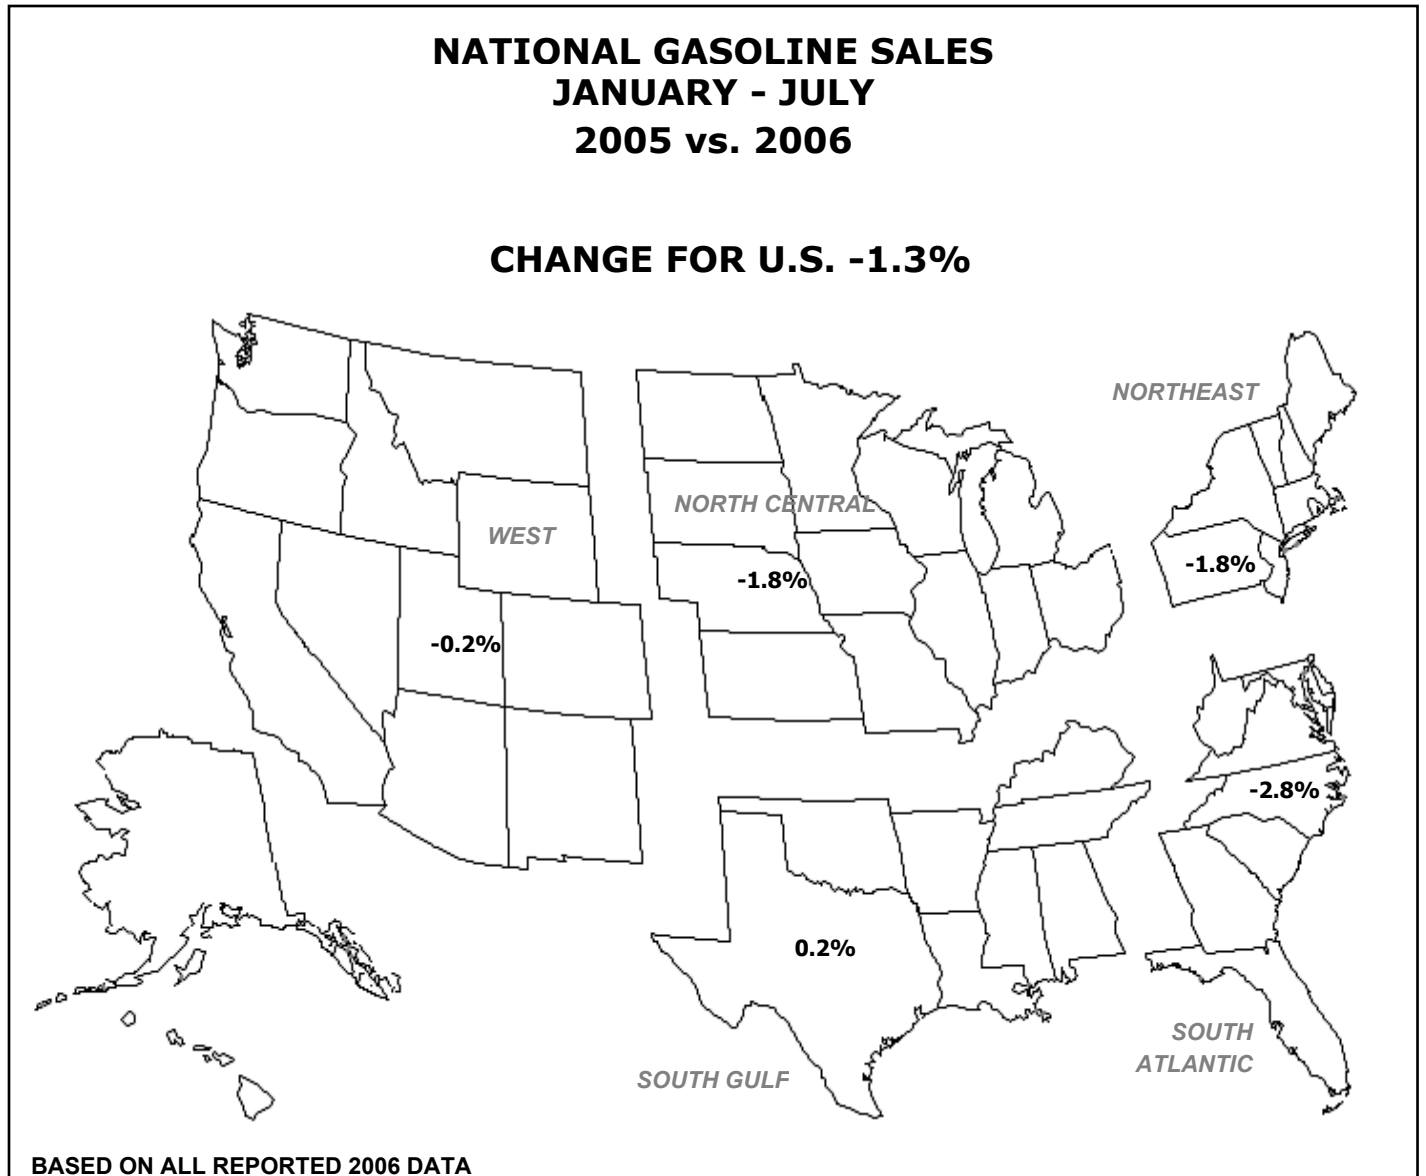 NATIONAL GASOLINE SALES
JANUARY - JULY
2005 vs. 2006
CHANGE FOR U.S. -1.3%
NORTHEAST
NORTH CENTRAL
WEST
-1.8%
-1.8%
-0.2%
-2.8%
0.2%
SOUTH
ATLANTIC
SOUTH GULF
BASED ON ALL REPORTED 2006 DATA